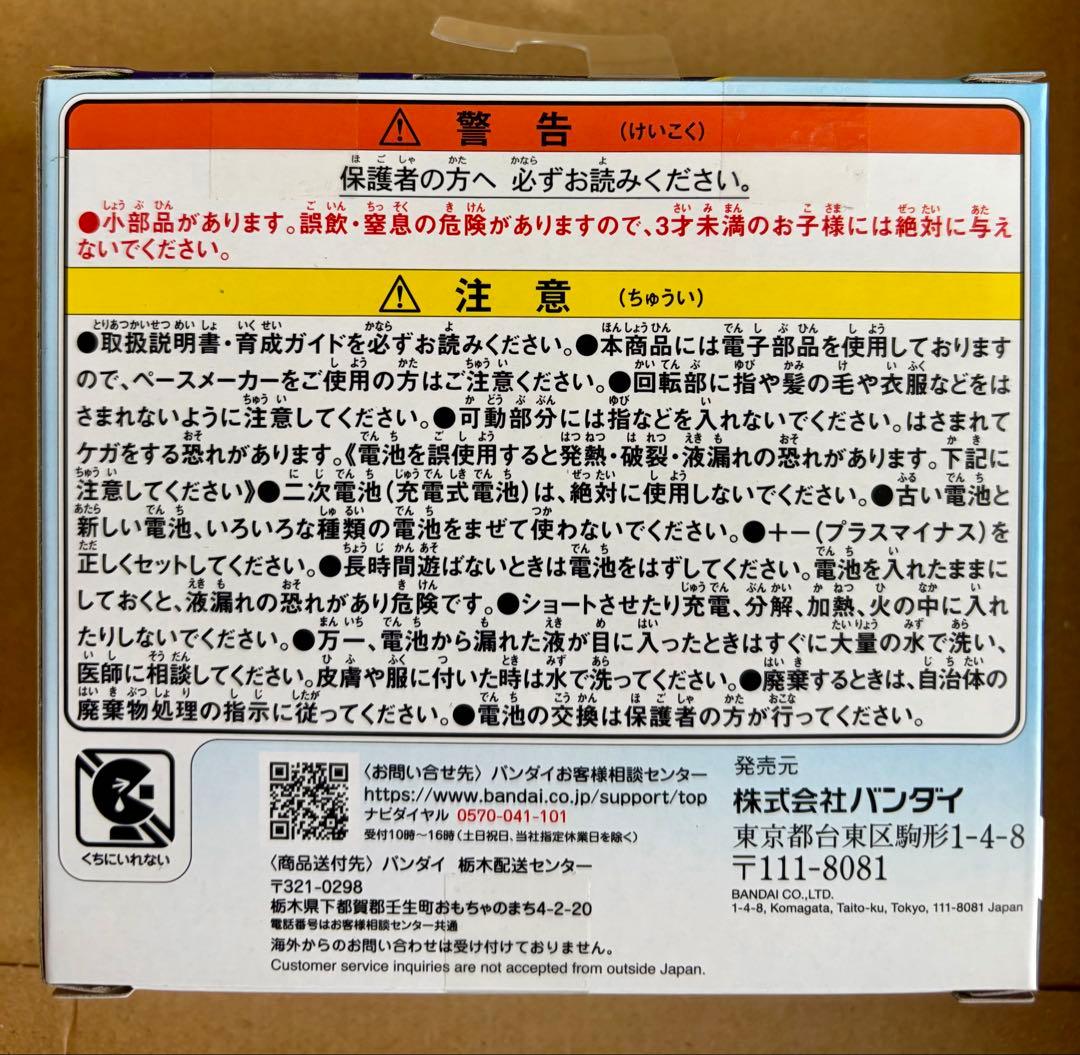 警告 (けいこく)
保護者の方へ 必ずお読みください。
●小部品があります。誤飲・窒息の危険がありますので、3才未満のお子様には絶対に与え
ないでください。
注意 (ちゅうい)
●取扱説明書・育成ガイドを必ずお読みください。●本商品には電子部品を使用しております
ので、ペースメーカーをご使用の方はご注意ください。●回転部に指や髪の毛や衣服などをは
さまれないように注意してください。●可動部分には指などを入れないでください。はさまれて
ケガをする恐れがあります。《電池を誤使用すると発熱・破裂・液漏れの恐れがあります。下記に
注意してください》●二次電池(充電式電池)は、絶対に使用しないでください。●古い電池と
新しい電池、いろいろな種類の電池をまぜて使わないでください。●+-(プラスマイナス)を
正しくセットしてください。●長時間遊ばないときは電池をはずしてください。電池を入れたままに
しておくと、液漏れの恐れがあり危険です。●ショートさせたり充電、分解、加熱、火の中に入れ
たりしないでください。●万一、電池から漏れた液が目に入ったときはすぐに大量の水で洗い、
医師に相談してください。皮膚や服に付いた時は水で洗ってください。●廃棄するときは、自治体の
廃棄物処理の指示に従ってください。●電池の交換は保護者の方が行ってください。
くちにいれない
〈お問い合せ先〉バンダイお客様相談センター
https://www.bandai.co.jp/support/top
ナビダイヤル 0570-041-101
受付10時〜16時(土日祝日、当社指定休業日を除く)
〈商品送付先〉バンダイ 栃木配送センター
〒321-0298
栃木県下都賀郡壬生町おもちゃのまち4-2-20
電話番号はお客様相談センター共通
海外からのお問い合わせは受け付けておりません。
Customer service inquiries are not accepted from outside Japan.
発売元
株式会社バンダイ
東京都台東区駒形1-4-8
〒111-8081
BANDAI CO.,LTD.
1-4-8, Komagata, Taito-ku, Tokyo, 111-8081 Japan